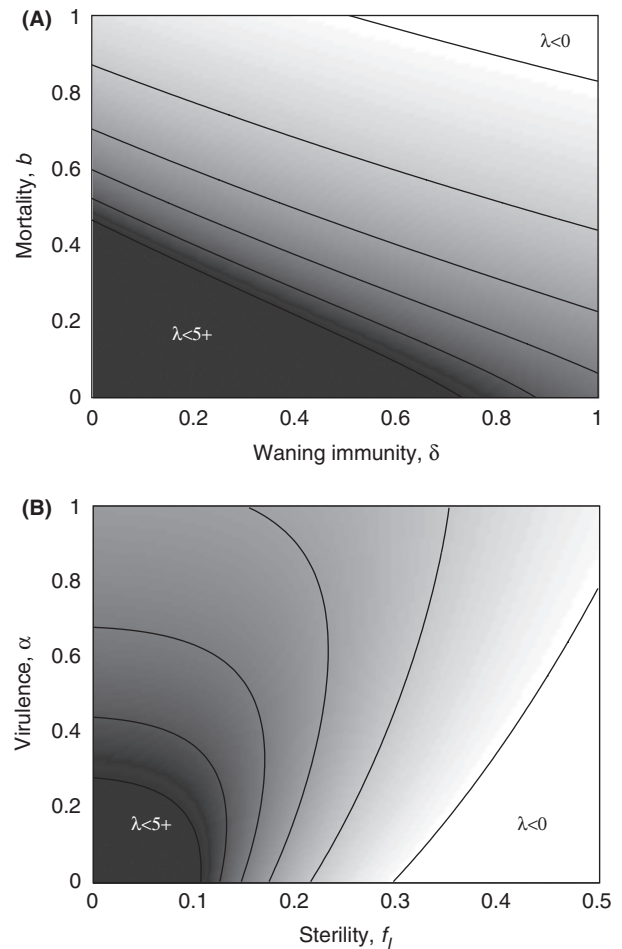 (A)
1
0.8
0.6
0.4
0.2
0
Mortality, b
λ<0
λ<5+
0 0.2 0.4 0.6 0.8 1
Waning immunity, δ
(B)
1
0.8
0.6
0.4
0.2
0
Virulence, α
λ<5+
λ<0
0 0.1 0.2 0.3 0.4 0.5
Sterility, f_I